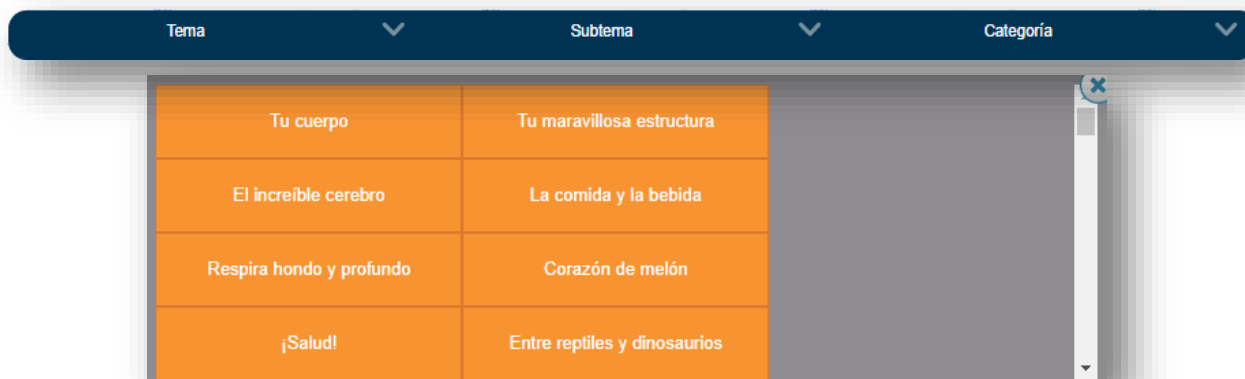 Tema Subtema Categoría
Tu cuerpo Tu maravillosa estructura
El increíble cerebro La comida y la bebida
Respira hondo y profundo Corazón de melón
¡Salud! Entre reptiles y dinosaurios